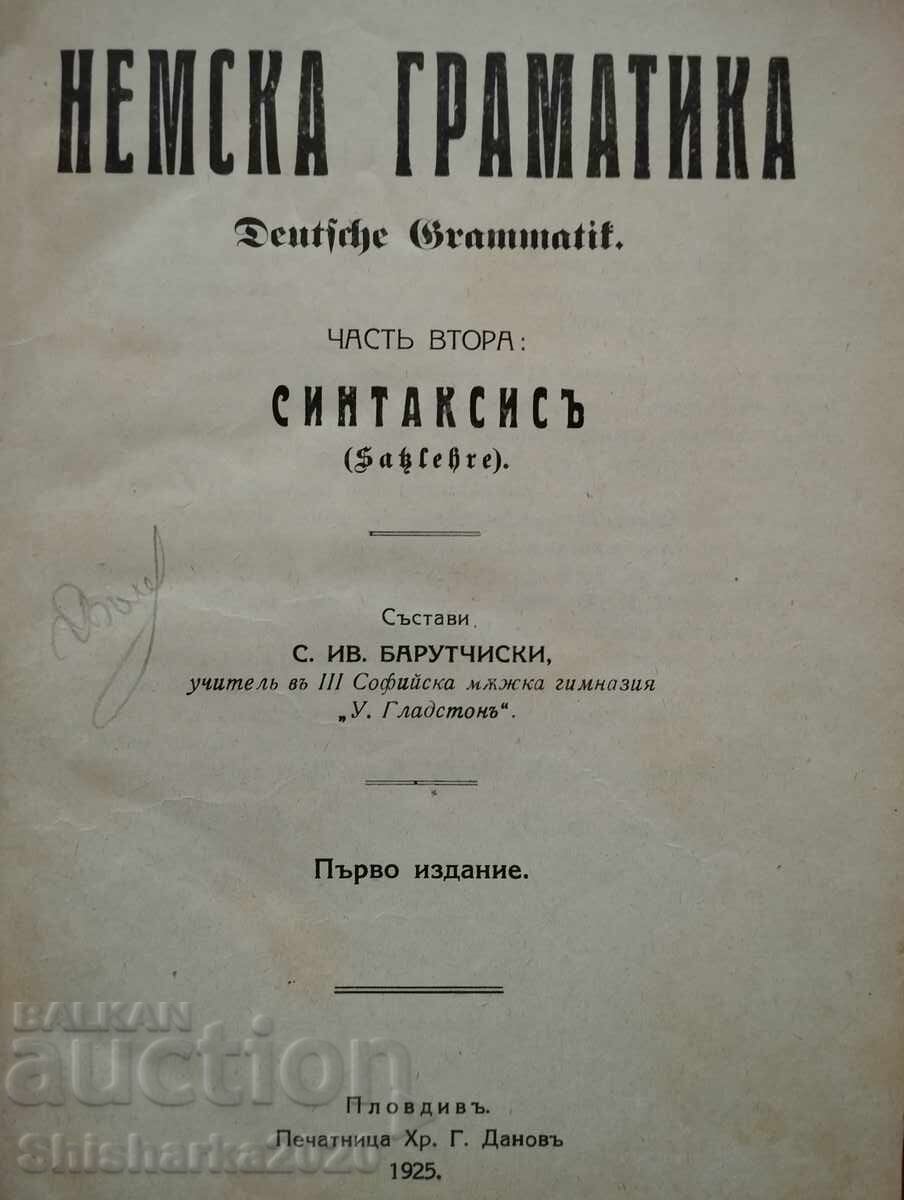 НЕМСКА ГРАМАТИКА
Deutsche Grammatik.
ЧАСТЬ ВТОРА:
СИНТАКСИСЪ
(Satzlehre).
Състави
С. ИВ. БАРУТЧИСКИ,
учитель въ III Софийска мѫжка гимназия
„У. Гладстонъ“.
Първо издание.
Пловдивъ.
Печатница Хр. Г. Дановъ
1925.
BALKAN
auction
Shisharka2020